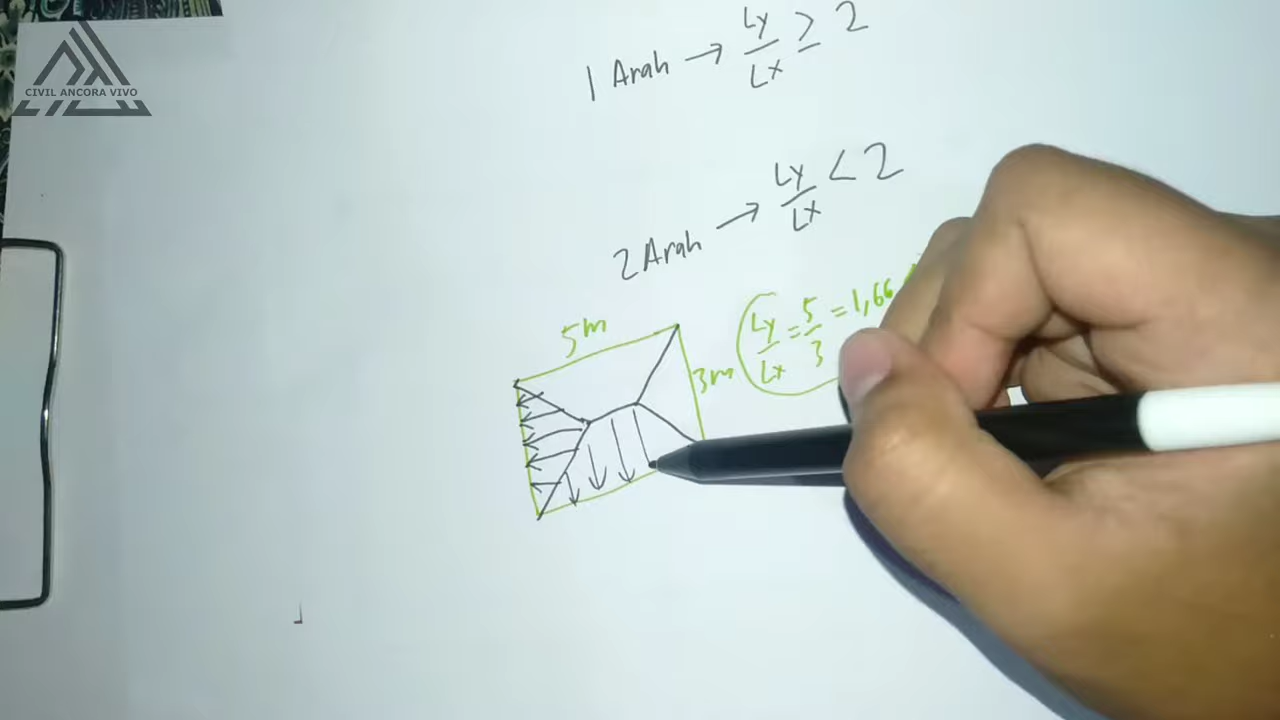 CIVIL ANCORA VIVO
1 Arah → Ly/Lx ≥ 2
2 Arah → Ly/Lx < 2
5m
3m
Ly/Lx = 5/3 = 1,66